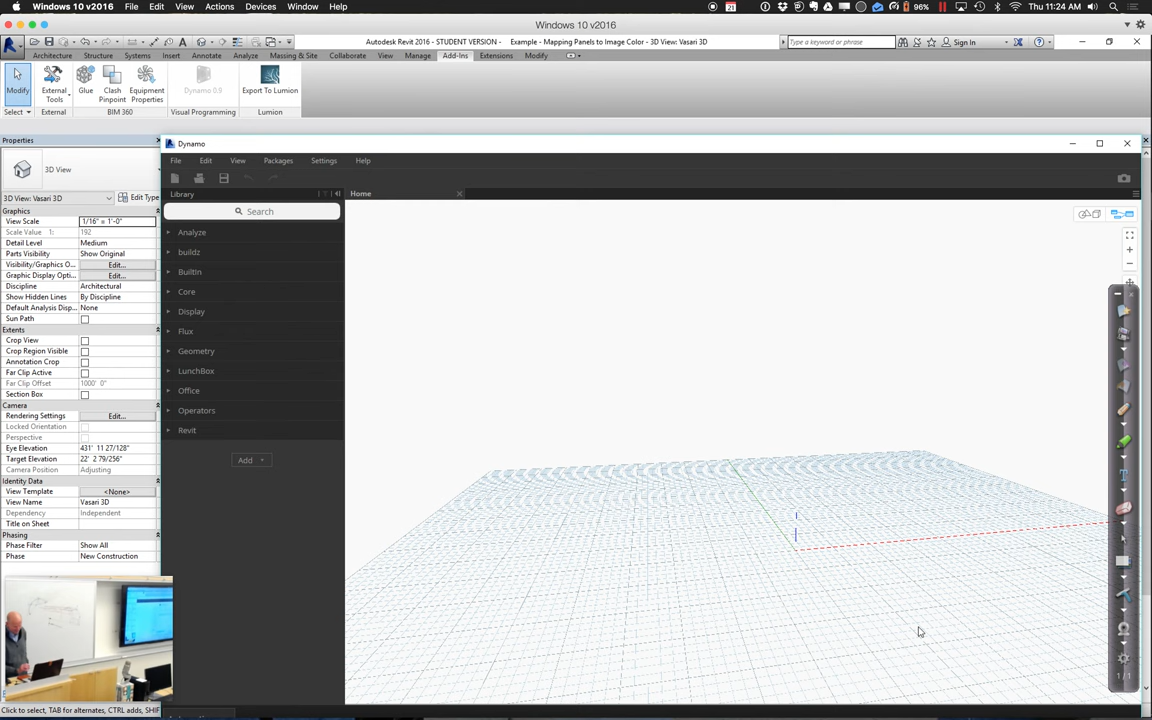 Windows 10 v2016 File Edit View Actions Devices Window Help 21 96% Thu 11:24 AM
Windows 10 v2016
Autodesk Revit 2016 - STUDENT VERSION - Example - Mapping Panels to Image Color - 3D View: Vasari 3D Type a keyword or phrase Sign In
Architecture Structure Systems Insert Annotate Analyze Massing & Site Collaborate View Manage Add-Ins Extensions Modify
Modify External Tools Glue Clash Pinpoint Equipment Properties Dynamo 0.9 Export To Lumion
Select External BIM 360 Visual Programming Lumion
Properties
3D View
3D View: Vasari 3D Edit Type
Graphics
View Scale 1/16" = 1'-0"
Scale Value 1: 192
Detail Level Medium
Parts Visibility Show Original
Visibility/Graphics O... Edit...
Graphic Display Opti... Edit...
Discipline Architectural
Show Hidden Lines By Discipline
Default Analysis Disp... None
Sun Path
Extents
Crop View
Crop Region Visible
Annotation Crop
Far Clip Active
Far Clip Offset 1000' 0"
Section Box
Camera
Rendering Settings Edit...
Locked Orientation
Perspective
Eye Elevation 431' 11 27/128"
Target Elevation 22' 2 79/256"
Camera Position Adjusting
Identity Data
View Template <None>
View Name Vasari 3D
Dependency Independent
Title on Sheet
Phasing
Phase Filter Show All
Phase New Construction
Click to select, TAB for alternates, CTRL adds, SHIF
Dynamo
File Edit View Packages Settings Help
Library
Home
Search
Analyze
buildz
BuiltIn
Core
Display
Flux
Geometry
LunchBox
Office
Operators
Revit
Add
1 / 1